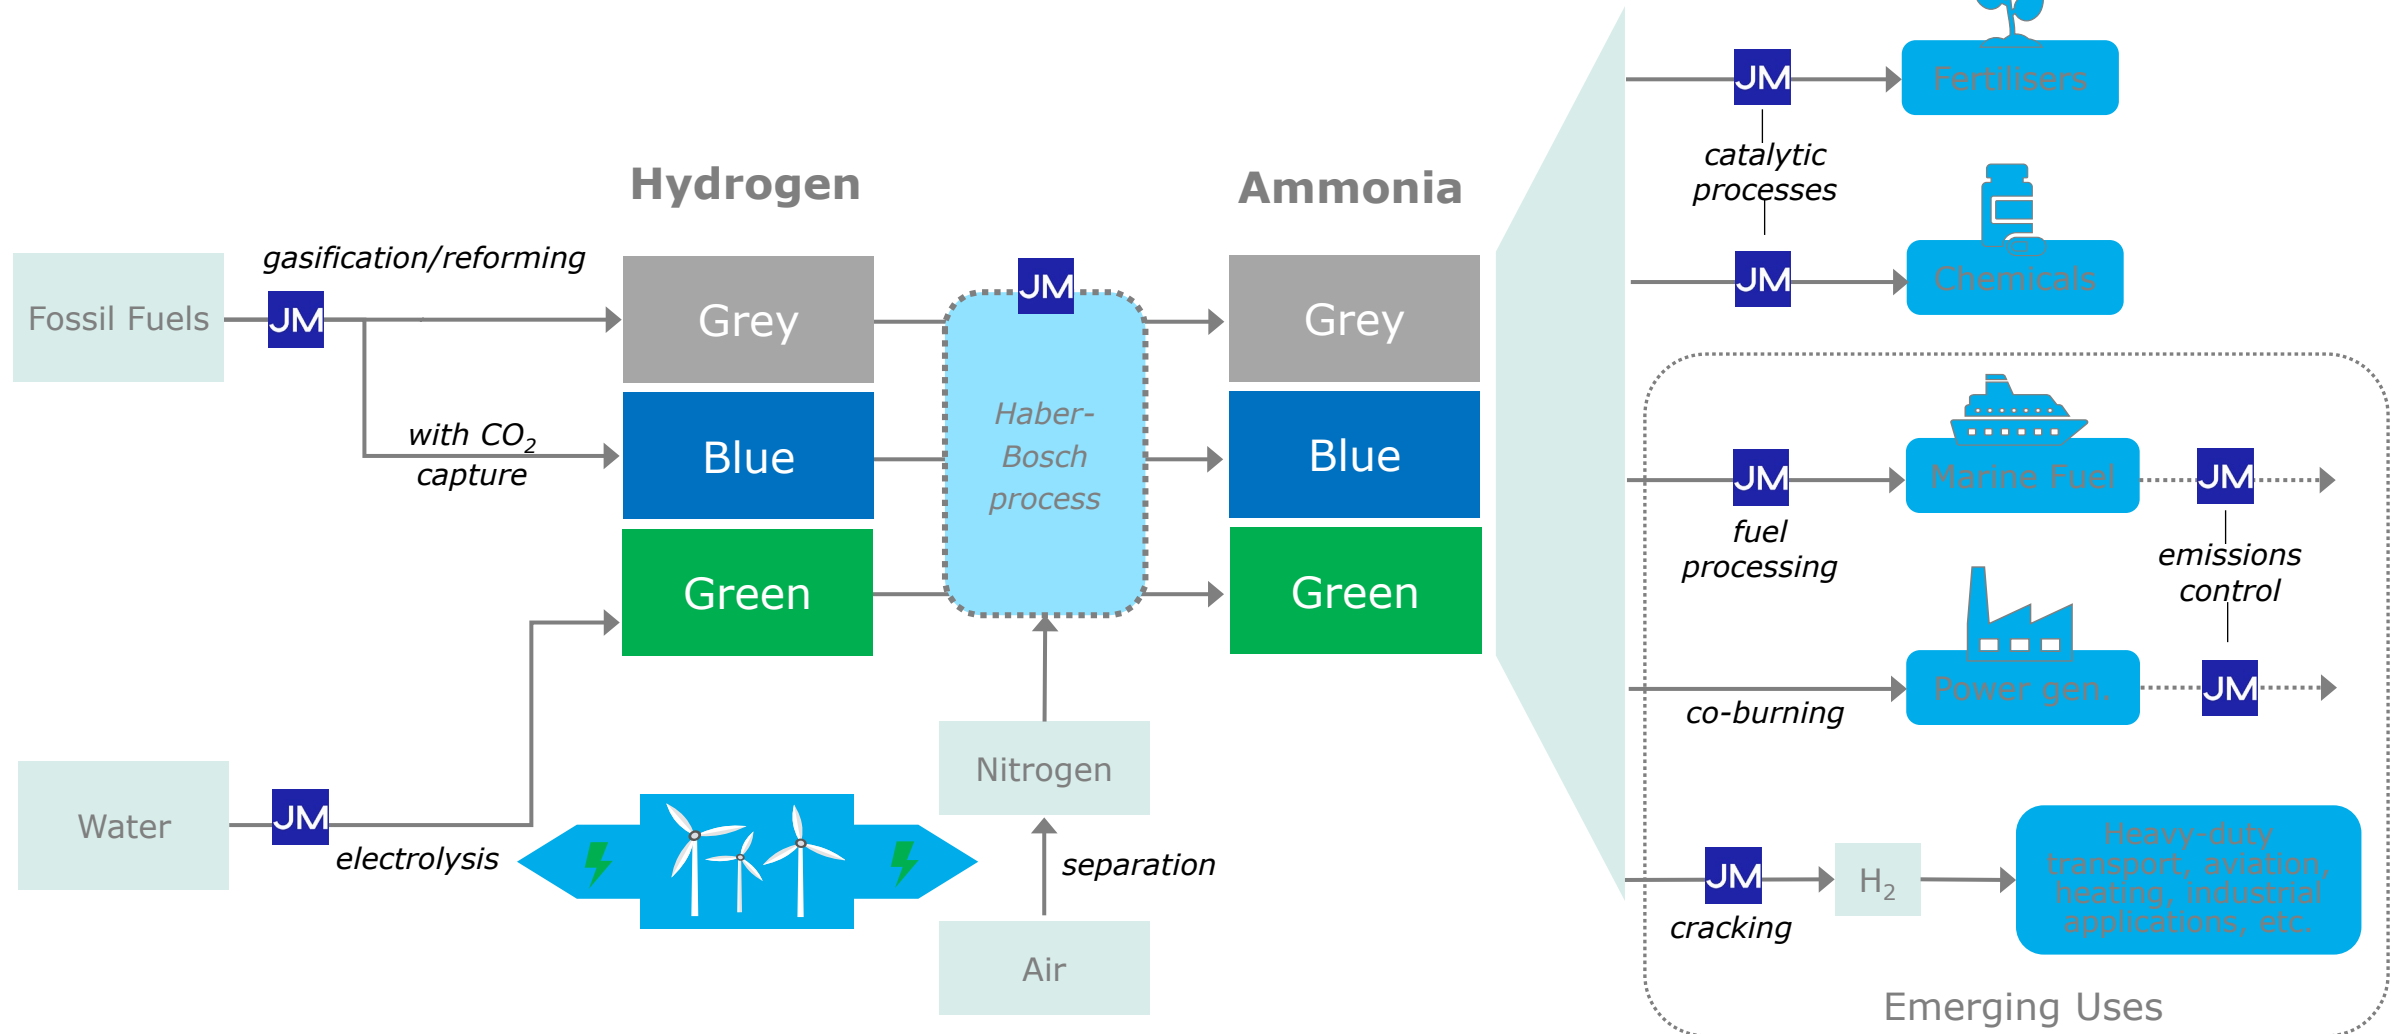 Fertilisers
JM
catalytic
processes
Hydrogen
Ammonia
gasification/reforming
Fossil Fuels
JM
Grey
JM
Grey
JM
Chemicals
with CO2
capture
Blue
Haber-
Bosch
process
Blue
JM
Marine Fuel
JM
fuel
processing
emissions
control
Green
Green
co-burning
Power gen.
JM
Nitrogen
Water
JM
electrolysis
separation
Air
JM
cracking
H2
Heavy-duty
transport, aviation,
heating, industrial
applications, etc.
Emerging Uses